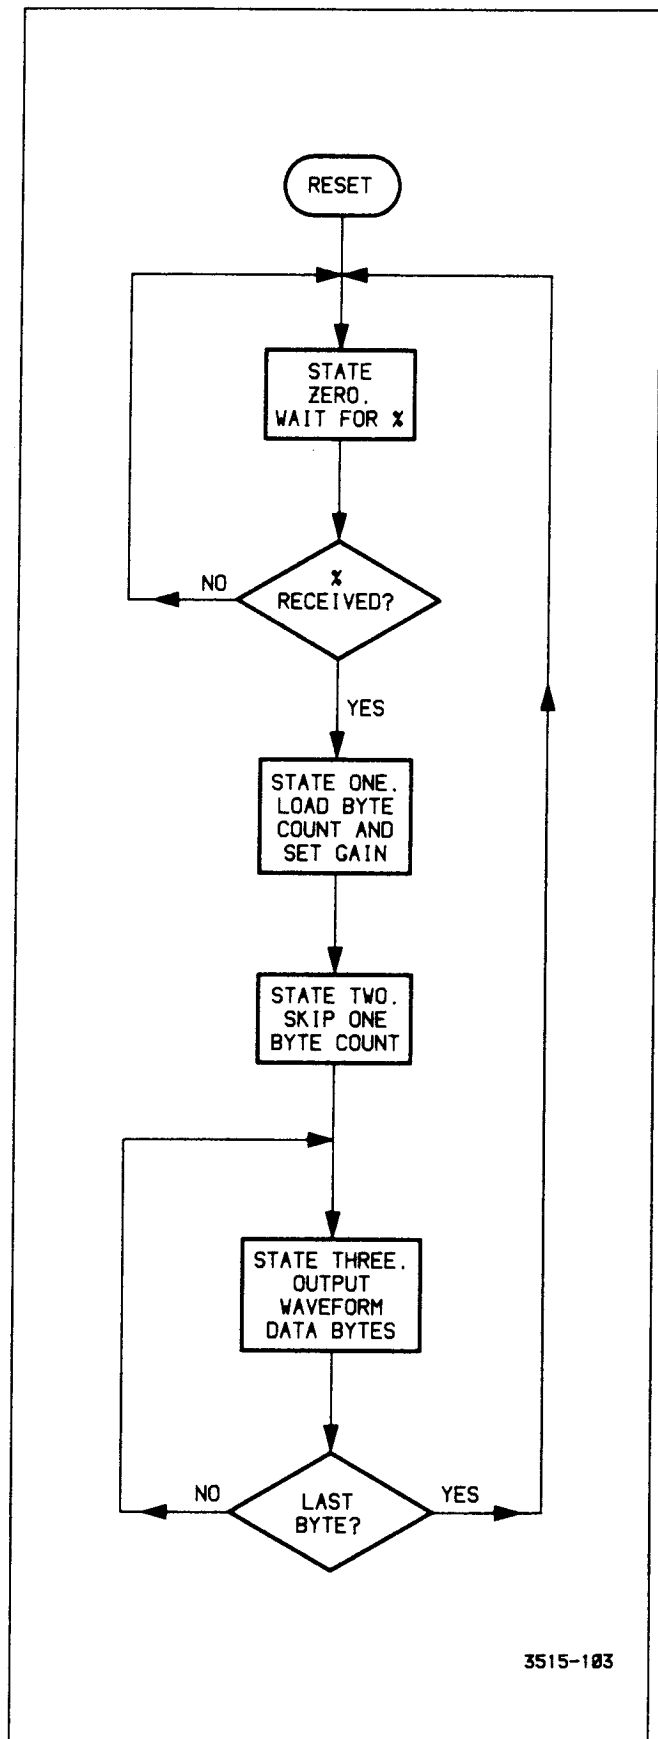 RESET
STATE
ZERO.
WAIT FOR %
NO
%
RECEIVED?
YES
STATE ONE.
LOAD BYTE
COUNT AND
SET GAIN
STATE TWO.
SKIP ONE
BYTE COUNT
STATE THREE.
OUTPUT
WAVEFORM
DATA BYTES
NO
LAST
BYTE?
YES
3515-103